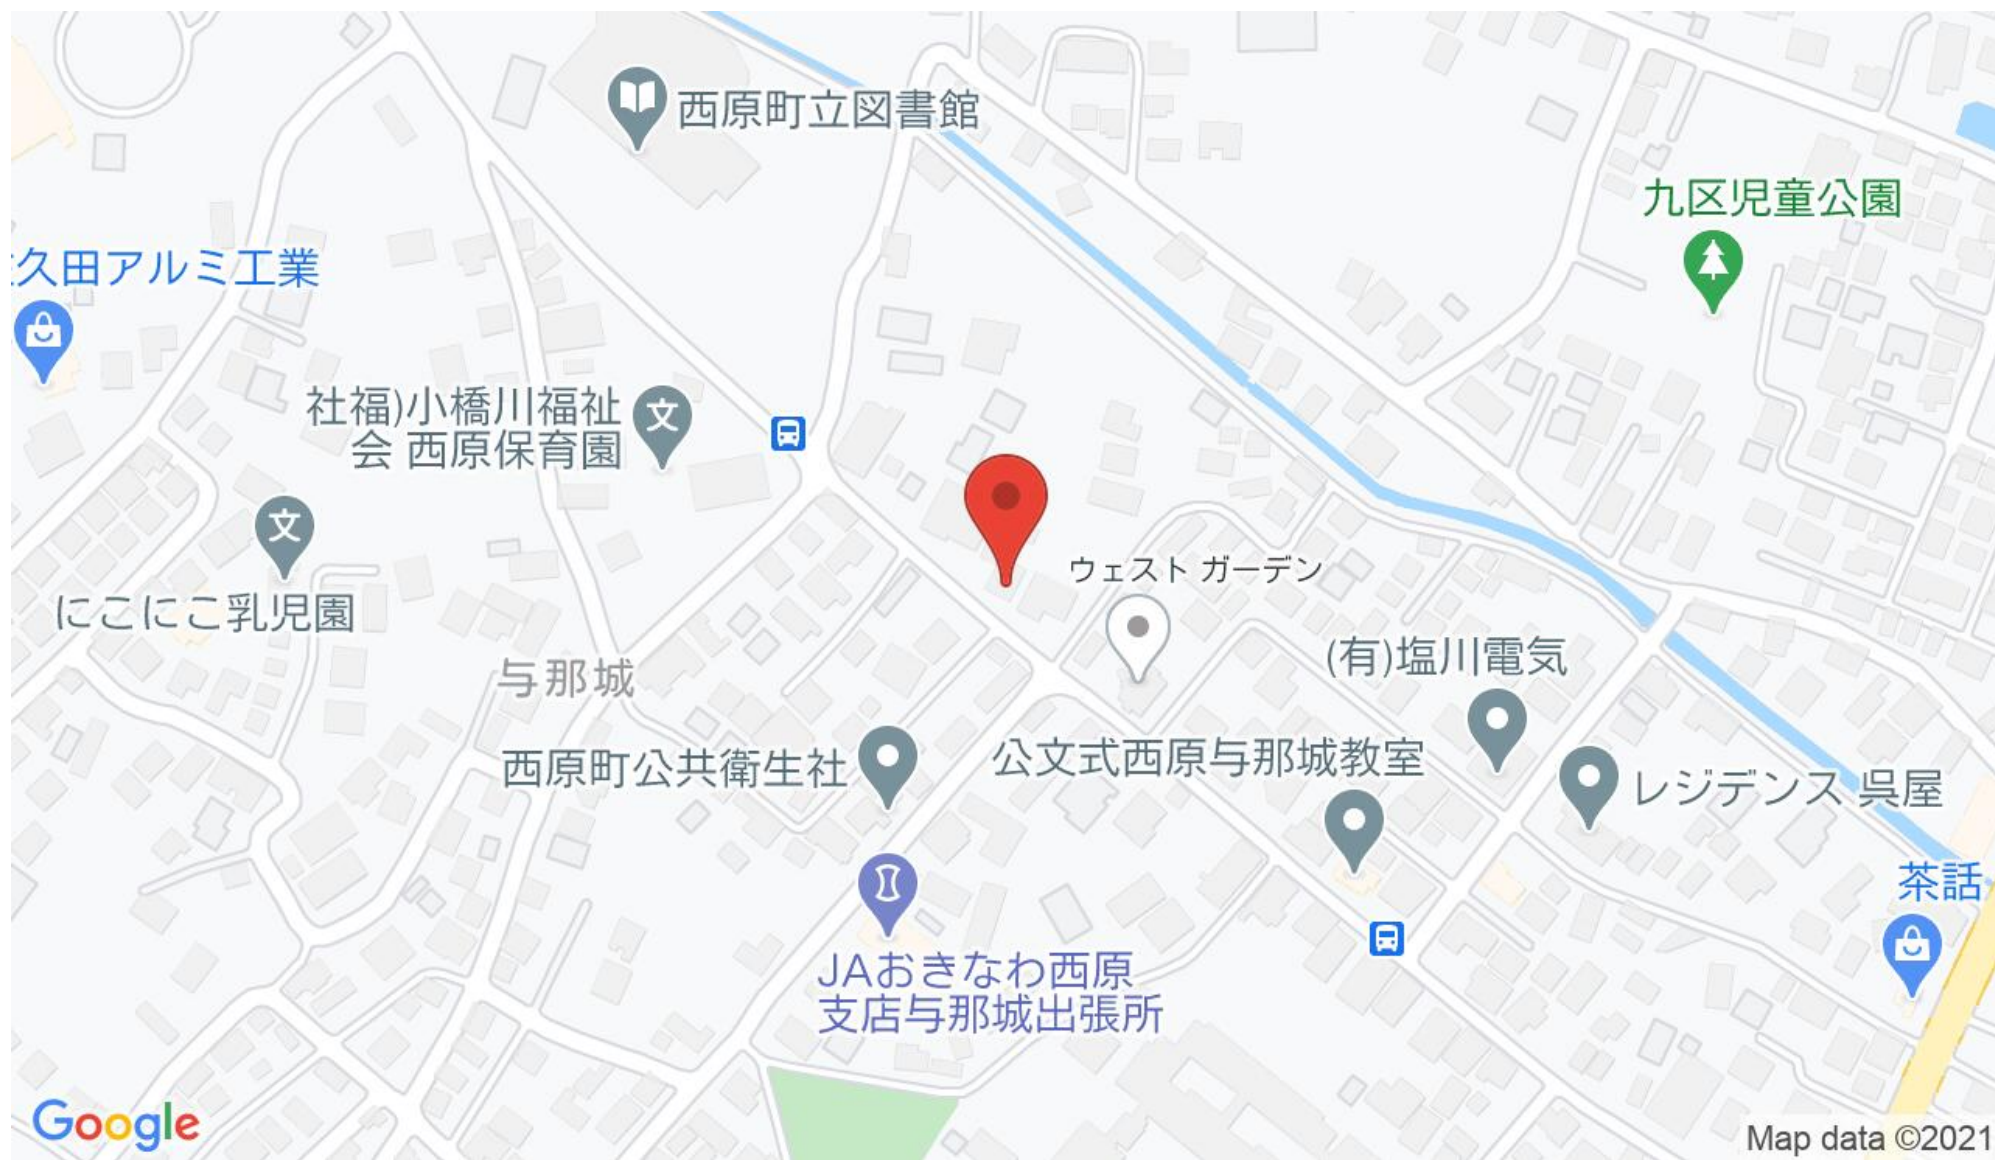 西原町立図書館
九区児童公園
久田アルミ工業
社福)小橋川福祉
会 西原保育園
文
文
にこにこ乳児園
ウェスト ガーデン
(有)塩川電気
与那城
西原町公共衛生社
公文式西原与那城教室
レジデンス 呉屋
茶話
JAおきなわ西原
支店与那城出張所
Google
Map data ©2021